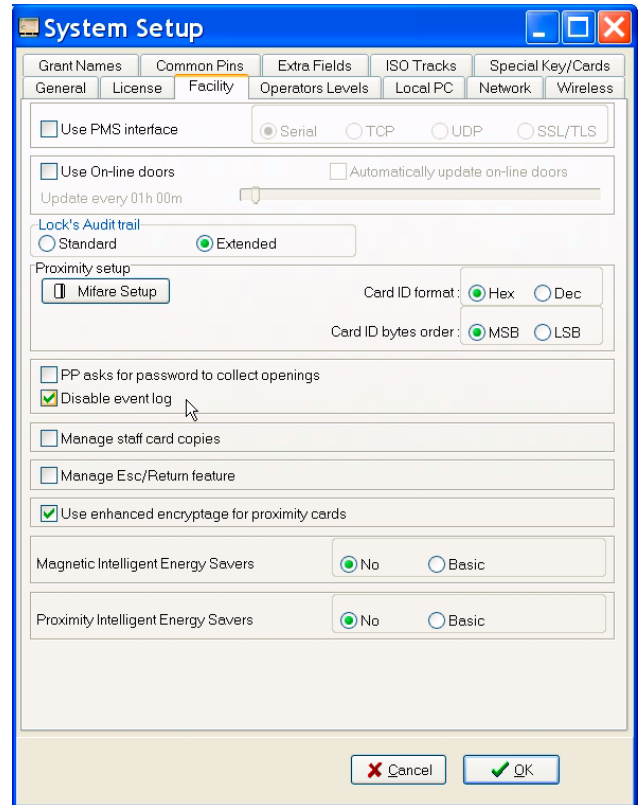 System Setup
Grant Names Common Pins Extra Fields ISO Tracks Special Key/Cards
General License Facility Operators Levels Local PC Network Wireless
Use PMS interface Serial TCP UDP SSL/TLS
Use On-line doors Automatically update on-line doors
Update every 01h 00m
Lock's Audit trail
Standard Extended
Proximity setup
Mifare Setup Card ID format: Hex Dec
Card ID bytes order: MSB LSB
PP asks for password to collect openings
Disable event log
Manage staff card copies
Manage Esc/Return feature
Use enhanced encryptage for proximity cards
Magnetic Intelligent Energy Savers No Basic
Proximity Intelligent Energy Savers No Basic
Cancel OK